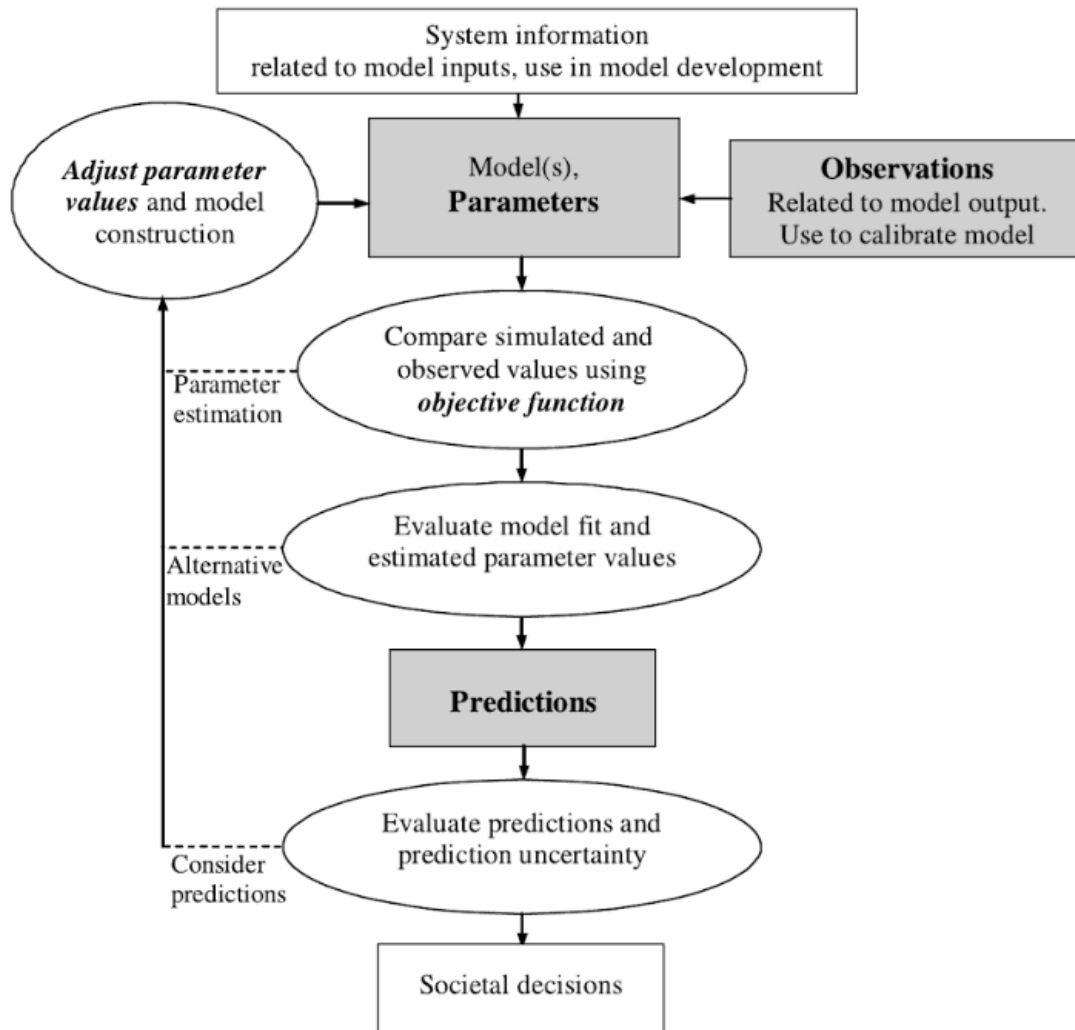 System information
related to model inputs, use in model development
Adjust parameter
values and model
construction
Model(s),
Parameters
Observations
Related to model output.
Use to calibrate model
Compare simulated and
observed values using
objective function
Parameter
estimation
Evaluate model fit and
estimated parameter values
Alternative
models
Predictions
Evaluate predictions and
prediction uncertainty
Consider
predictions
Societal decisions